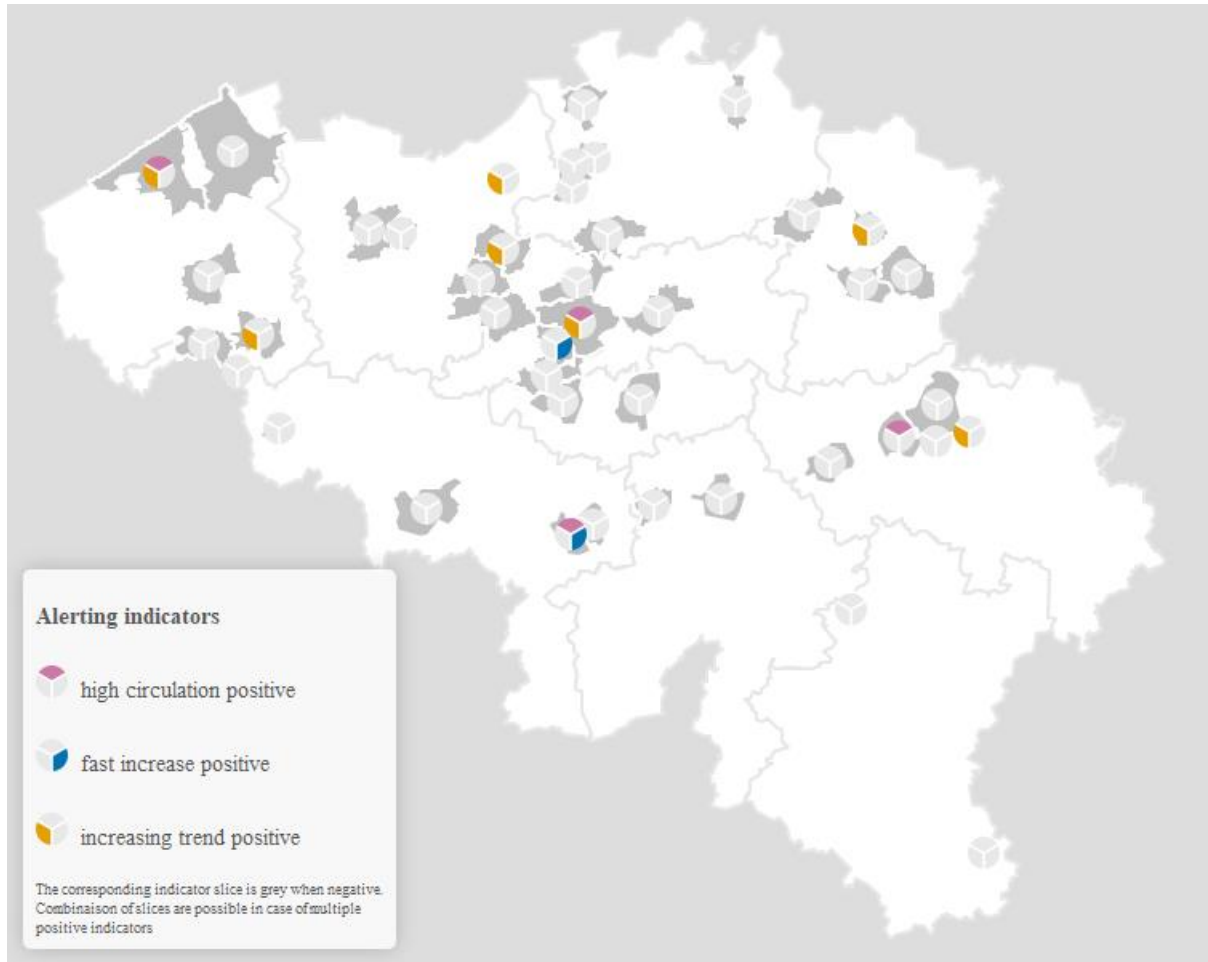 Alerting indicators
high circulation positive
fast increase positive
increasing trend positive
The corresponding indicator slice is grey when negative.
Combinaison of slices are possible in case of multiple
positive indicators